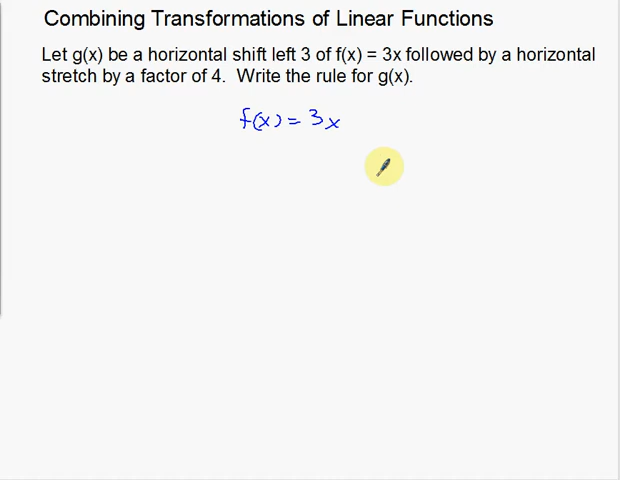 Combining Transformations of Linear Functions
Let g(x) be a horizontal shift left 3 of f(x) = 3x followed by a horizontal
stretch by a factor of 4.  Write the rule for g(x).
f(x) = 3x